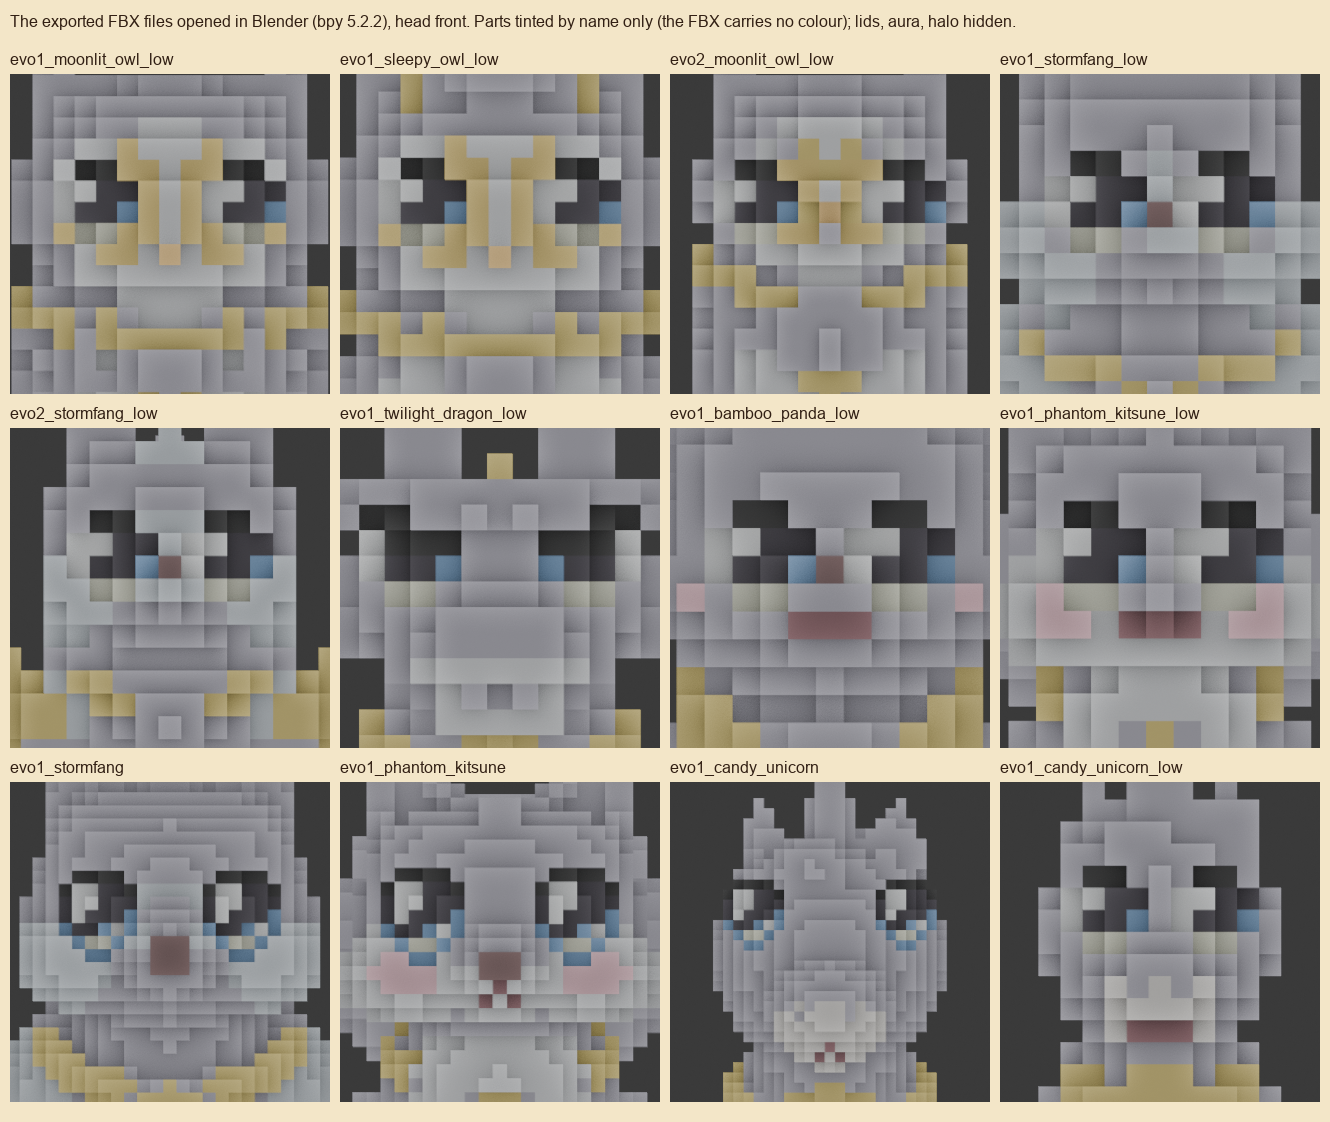 The exported FBX files opened in Blender (bpy 5.2.2), head front. Parts tinted by name only (the FBX carries no colour); lids, aura, halo hidden.
evo1_moonlit_owl_low
evo1_sleepy_owl_low
evo2_moonlit_owl_low
evo1_stormfang_low
evo2_stormfang_low
evo1_twilight_dragon_low
evo1_bamboo_panda_low
evo1_phantom_kitsune_low
evo1_stormfang
evo1_phantom_kitsune
evo1_candy_unicorn
evo1_candy_unicorn_low